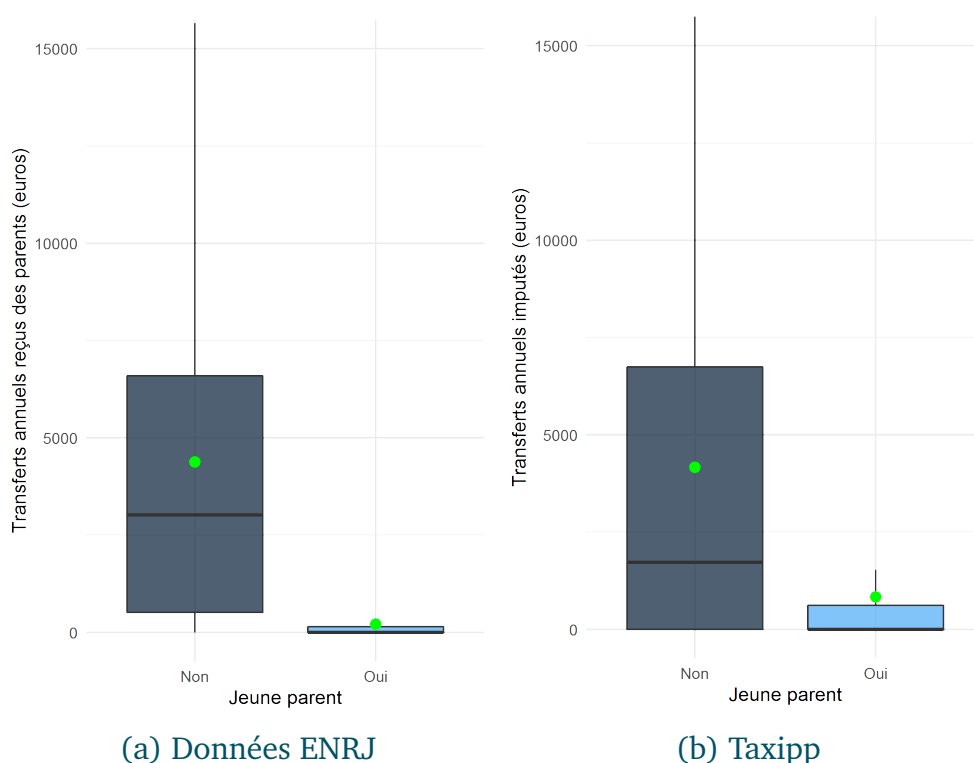 Transferts annuels reçus des parents (euros)
15000
10000
5000
0
Non
Oui
Jeune parent
(a) Données ENRJ
Transferts annuels imputés (euros)
15000
10000
5000
0
Non
Oui
Jeune parent
(b) Taxipp